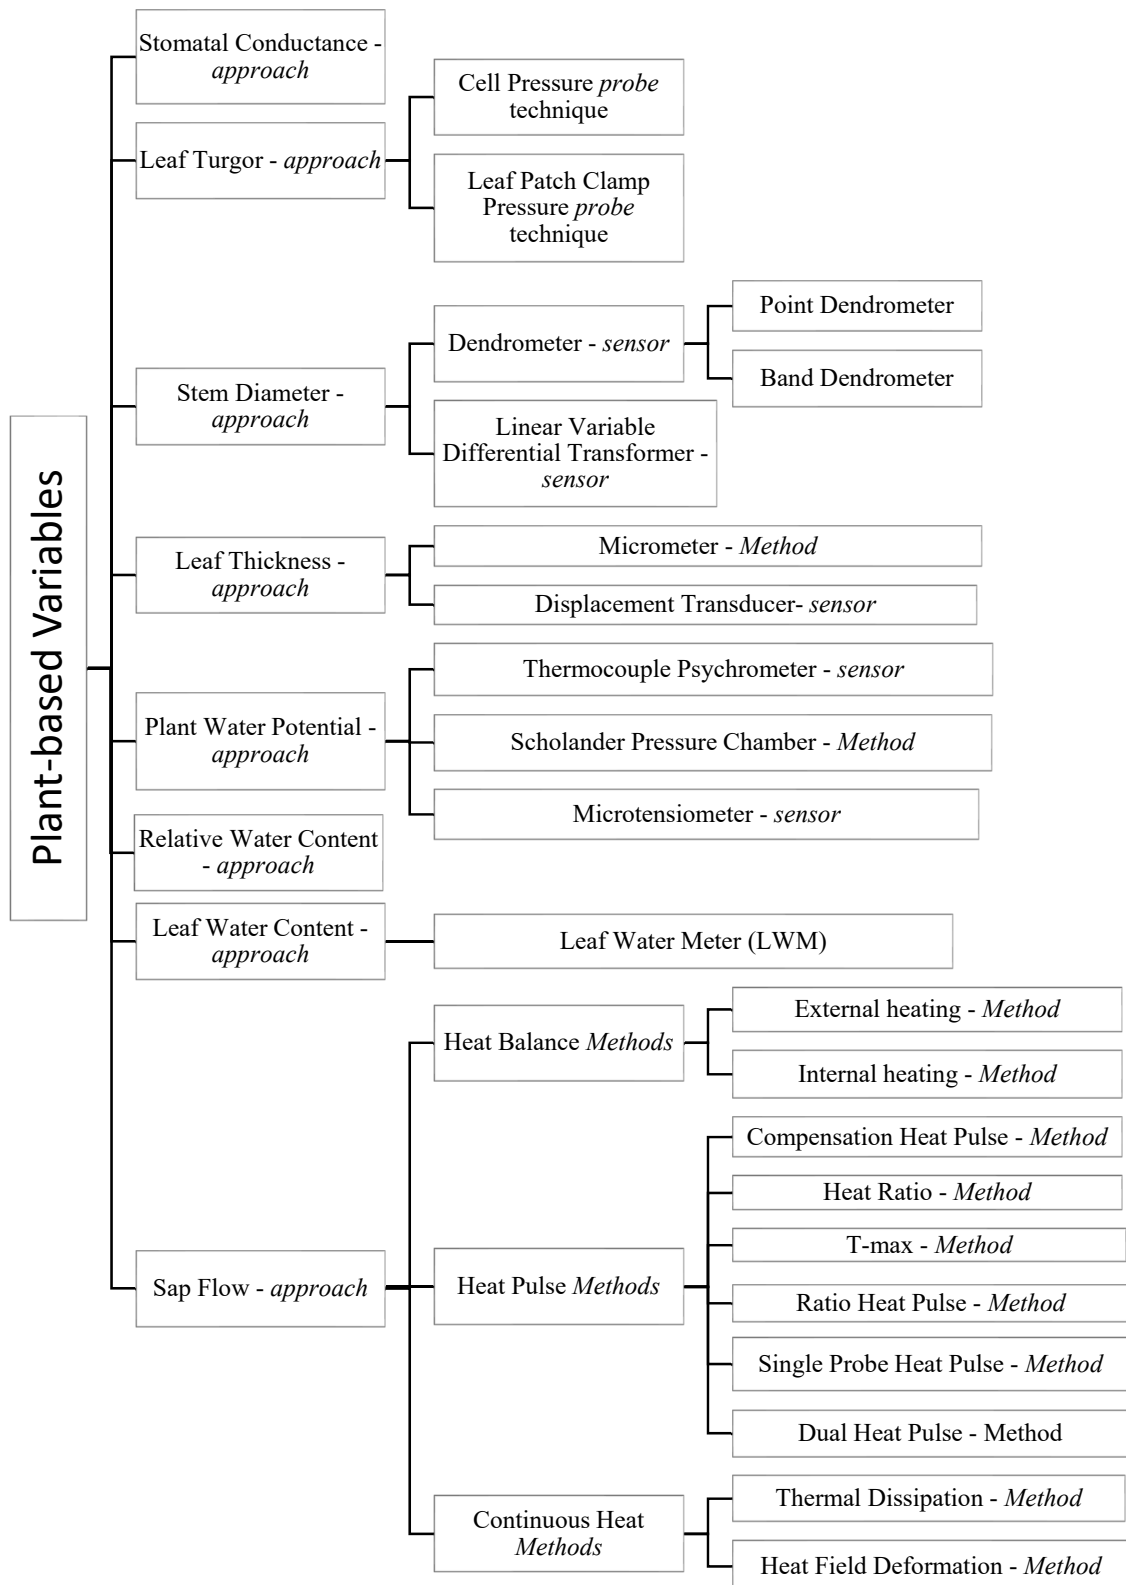 Plant-based Variables
Stomatal Conductance -
approach
Leaf Turgor - approach
Cell Pressure probe
technique
Leaf Patch Clamp
Pressure probe
technique
Stem Diameter -
approach
Dendrometer - sensor
Point Dendrometer
Band Dendrometer
Linear Variable
Differential Transformer -
sensor
Leaf Thickness -
approach
Micrometer - Method
Displacement Transducer- sensor
Plant Water Potential -
approach
Thermocouple Psychrometer - sensor
Scholander Pressure Chamber - Method
Microtensiometer - sensor
Relative Water Content
- approach
Leaf Water Content -
approach
Leaf Water Meter (LWM)
Sap Flow - approach
Heat Balance Methods
External heating - Method
Internal heating - Method
Heat Pulse Methods
Compensation Heat Pulse - Method
Heat Ratio - Method
T-max - Method
Ratio Heat Pulse - Method
Single Probe Heat Pulse - Method
Dual Heat Pulse - Method
Continuous Heat
Methods
Thermal Dissipation - Method
Heat Field Deformation - Method